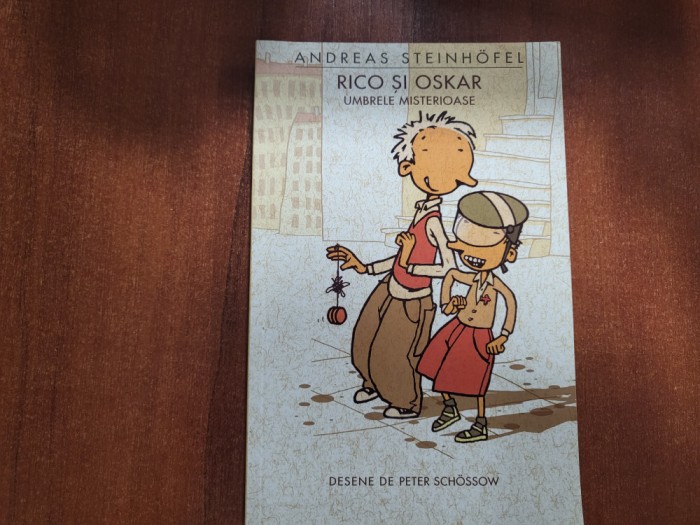 ANDREAS STEINHÖFEL
RICO ȘI OSKAR
UMBRELE MISTERIOASE
DESENE DE PETER SCHÖSSOW